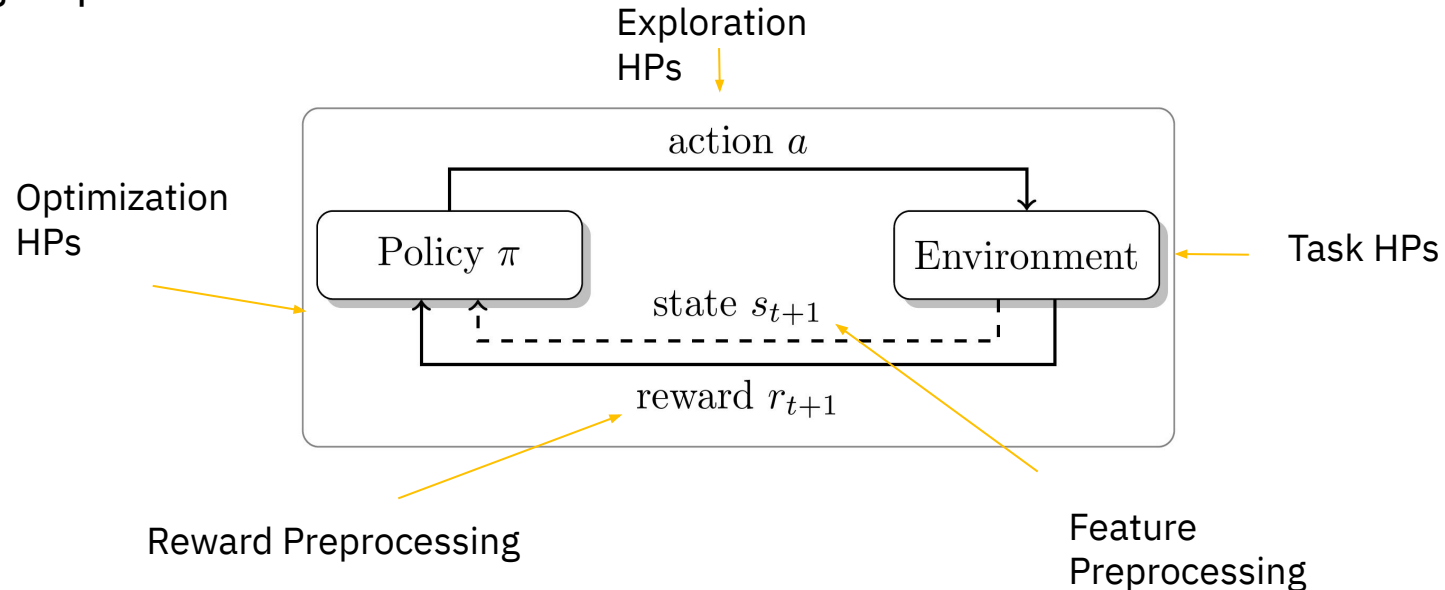 Exploration
HPs
action a
Optimization
HPs
Policy π
Environment
Task HPs
state s_{t+1}
reward r_{t+1}
Reward Preprocessing
Feature
Preprocessing